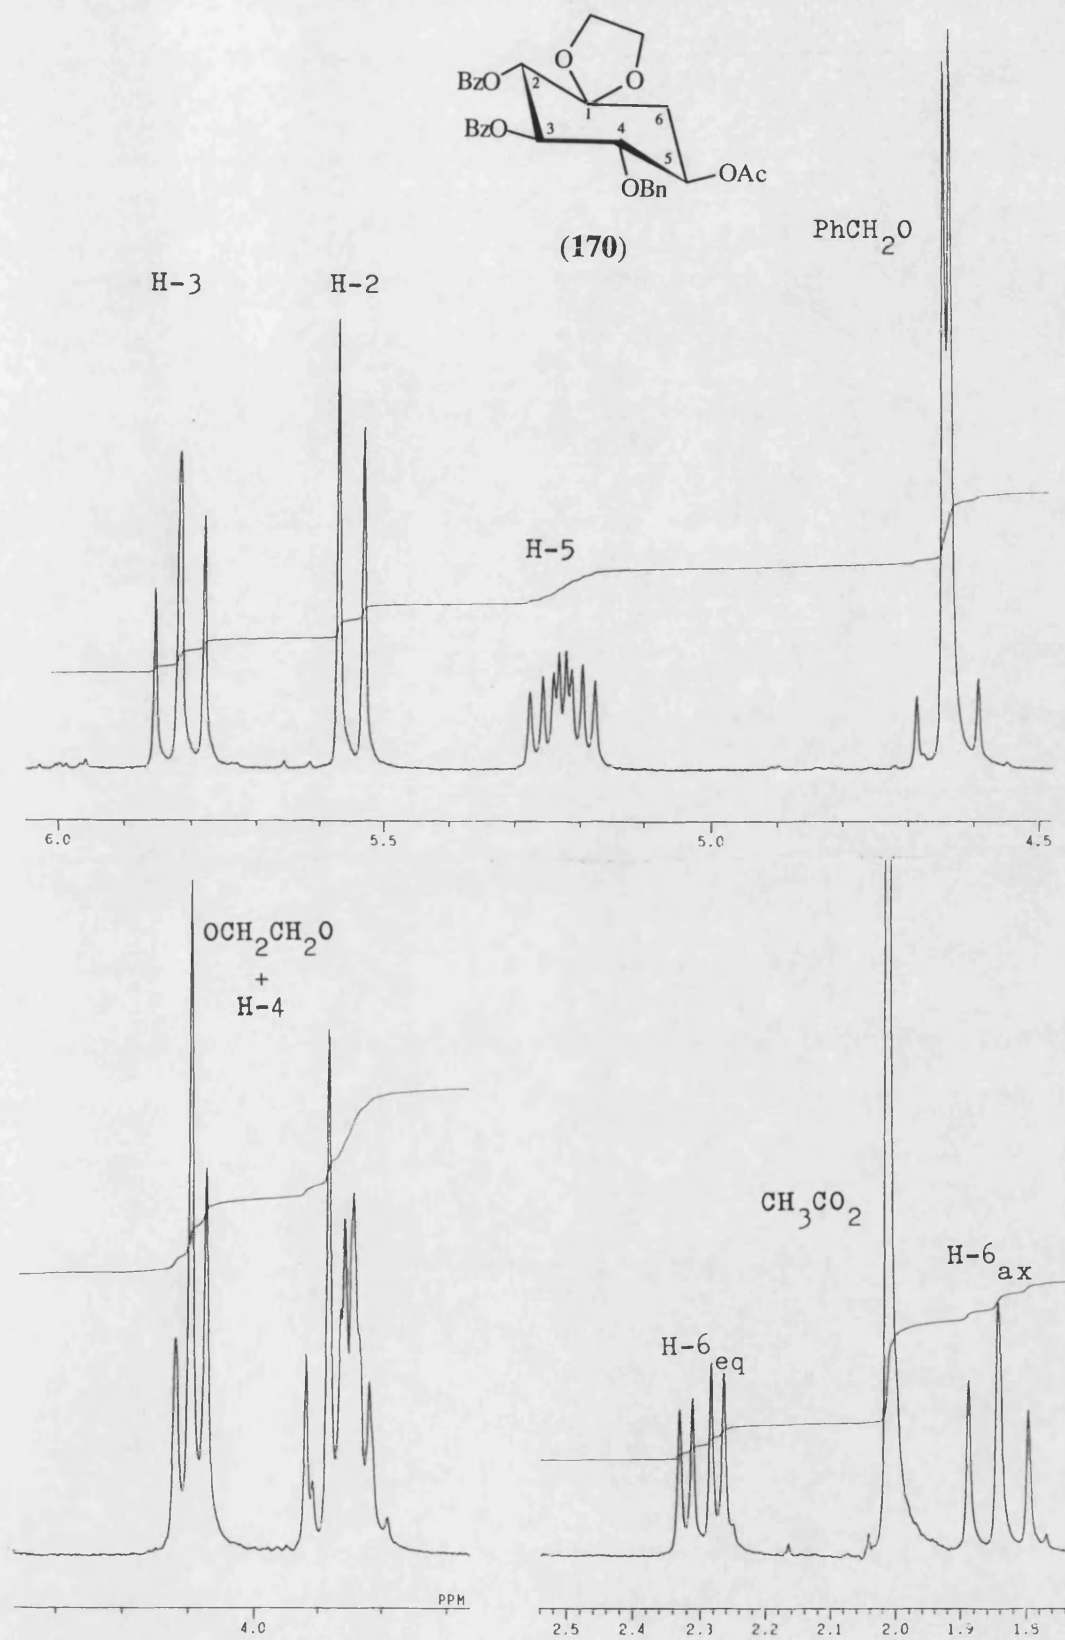 O
O
BzO
2
1
6
BzO
3
4
5
OAc
OBn
(170)
PhCH2O
H-3
H-2
H-5
6.0
5.5
5.0
4.5
OCH2CH2O
+
H-4
CH3CO2
H-6ax
H-6eq
PPM
4.0
2.5
2.4
2.3
2.2
2.1
2.0
1.9
1.8